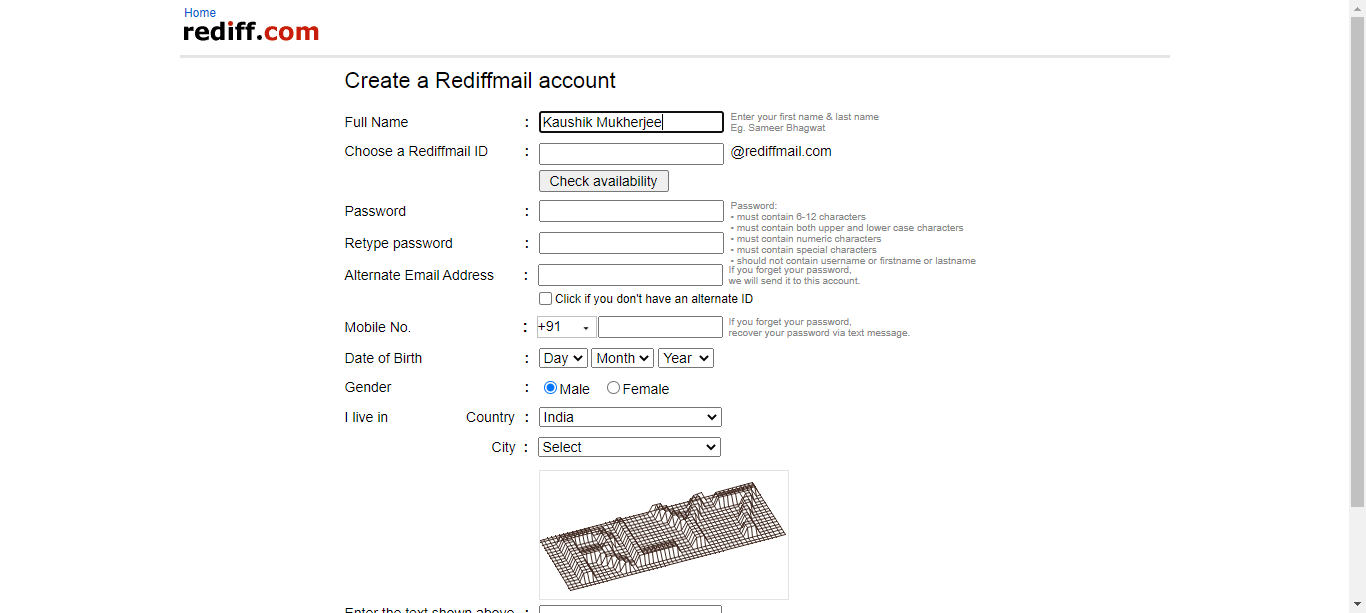 Home
rediff.com
Create a Rediffmail account
Full Name : Kaushik Mukherjee Enter your first name & last name
Eg. Sameer Bhagwat
Choose a Rediffmail ID : @rediffmail.com
Check availability
Password : Password:
• must contain 6-12 characters
• must contain both upper and lower case characters
Retype password : • must contain numeric characters
• must contain special characters
• should not contain username or firstname or lastname
Alternate Email Address : If you forget your password,
we will send it to this account.
Click if you don't have an alternate ID
Mobile No. : +91 If you forget your password,
recover your password via text message.
Date of Birth : Day Month Year
Gender : Male Female
I live in Country : India
City : Select
Enter the text shown above :